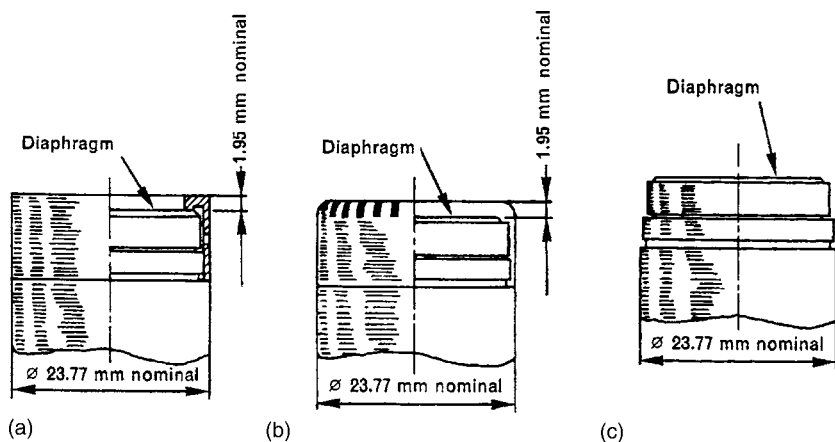 1.95 mm nominal
Diaphragm
Ø 23.77 mm nominal
(a)
1.95 mm nominal
Diaphragm
Ø 23.77 mm nominal
(b)
Diaphragm
Ø 23.77 mm nominal
(c)